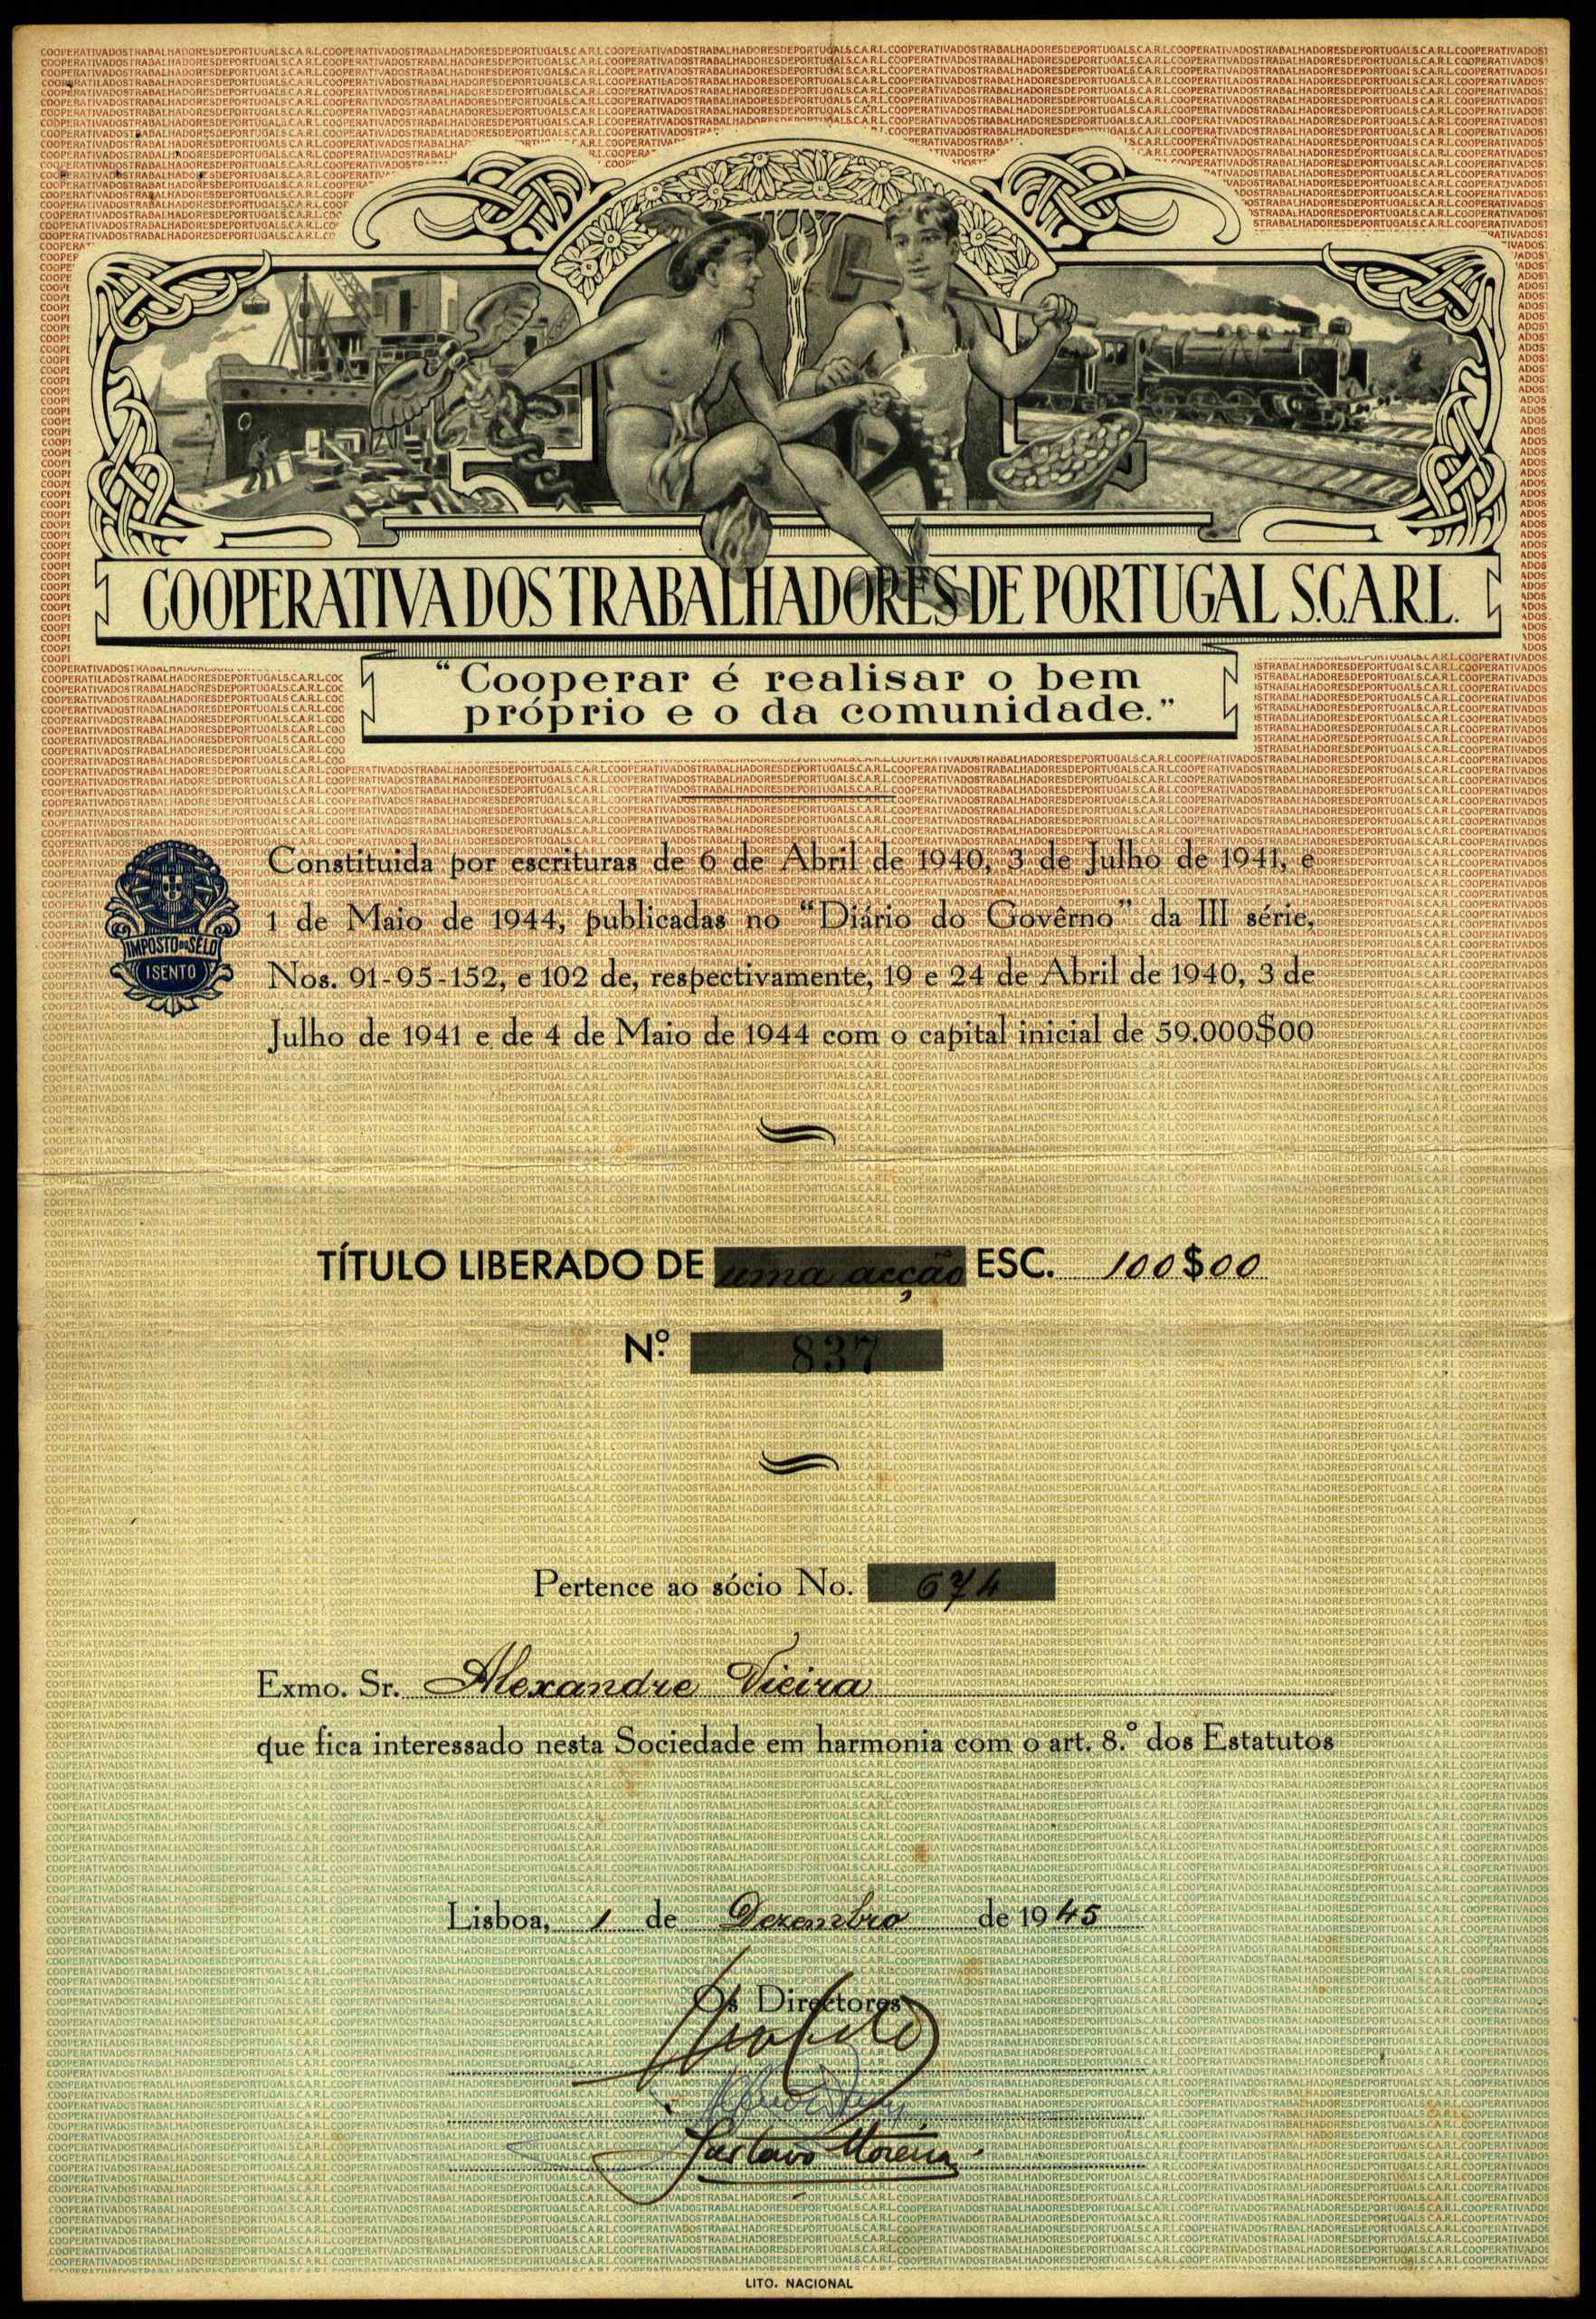 COOPERATIVA DOS TRABALHADORES DE PORTUGAL S.C.A.R.L.
“Cooperar é realisar o bem
próprio e o da comunidade.”
Constituida por escrituras de 6 de Abril de 1940, 3 de Julho de 1941, e
1 de Maio de 1944, publicadas no “Diário do Govêrno” da III série,
Nos. 91-95-152, e 102 de, respectivamente, 19 e 24 de Abril de 1940, 3 de
Julho de 1941 e de 4 de Maio de 1944 com o capital inicial de 59.000$00
IMPOSTO DO SELO
ISENTO
TÍTULO LIBERADO DE uma acção ESC. 100$00
Nº. 837
Pertence ao sócio No. 674
Exmo. Sr. Alexandre Vieira
que fica interessado nesta Sociedade em harmonia com o art. 8.º dos Estatutos
Lisboa, 1 de Dezembro de 1945
Os Directores
Gustavo Moreira
LITO. NACIONAL